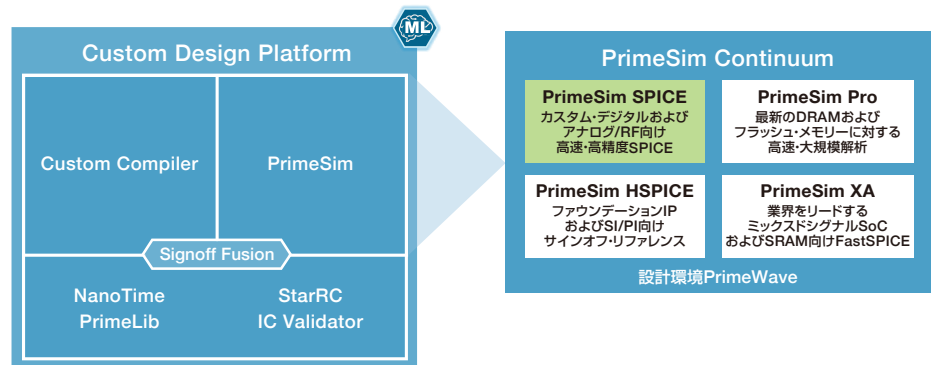 ML
Custom Design Platform
Custom Compiler
PrimeSim
Signoff Fusion
NanoTime
PrimeLib
StarRC
IC Validator
PrimeSim Continuum
PrimeSim SPICE
カスタム・デジタルおよび
アナログ/RF向け
高速・高精度SPICE
PrimeSim Pro
最新のDRAMおよび
フラッシュ・メモリーに対する
高速・大規模解析
PrimeSim HSPICE
ファウンデーションIP
およびSI/PI向け
サインオフ・リファレンス
PrimeSim XA
業界をリードする
ミックスドシグナルSoC
およびSRAM向けFastSPICE
設計環境PrimeWave